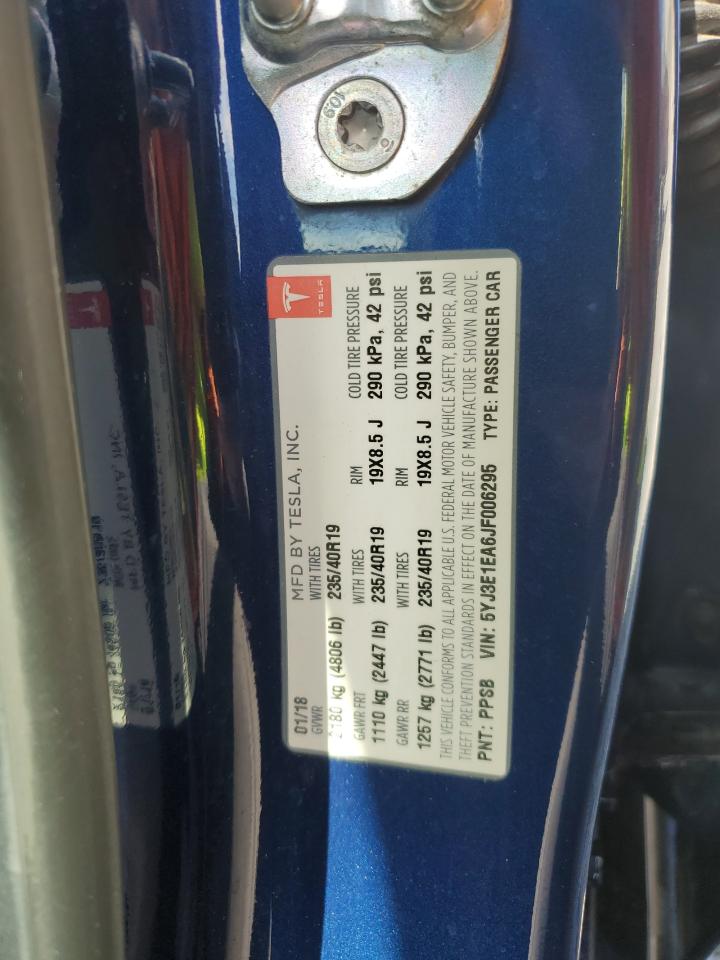 TESLA
MFD BY TESLA, INC.
01/18
GVWR WITH TIRES
2180 kg (4806 lb) 235/40R19
GAWR FRT WITH TIRES RIM COLD TIRE PRESSURE
1110 kg (2447 lb) 235/40R19 19X8.5 J 290 kPa, 42 psi
GAWR RR WITH TIRES RIM COLD TIRE PRESSURE
1257 kg (2771 lb) 235/40R19 19X8.5 J 290 kPa, 42 psi
THIS VEHICLE CONFORMS TO ALL APPLICABLE U.S. FEDERAL MOTOR VEHICLE SAFETY, BUMPER, AND
THEFT PREVENTION STANDARDS IN EFFECT ON THE DATE OF MANUFACTURE SHOWN ABOVE.
PNT: PPSB VIN: 5YJ3E1EA6JF006295 TYPE: PASSENGER CAR
10.9